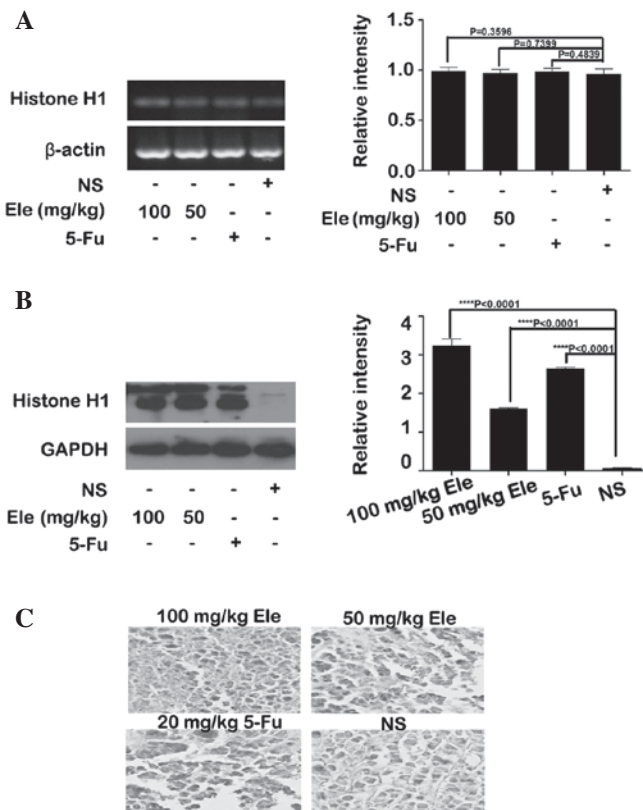 A
Histone H1
β-actin
NS - - - +
Ele (mg/kg) 100 50 - -
5-Fu - - + -
Relative intensity
1.5
1.0
0.5
0.0
P=0.3596
P=0.7399
P=0.4839
NS - - - +
Ele (mg/kg) 100 50 - -
5-Fu - - + -
B
Histone H1
GAPDH
NS - - - +
Ele (mg/kg) 100 50 - -
5-Fu - - + -
Relative intensity
4
3
2
1
0
****P<0.0001
****P<0.0001
****P<0.0001
100 mg/kg Ele
50 mg/kg Ele
5-Fu
NS
C
100 mg/kg Ele
50 mg/kg Ele
20 mg/kg 5-Fu
NS